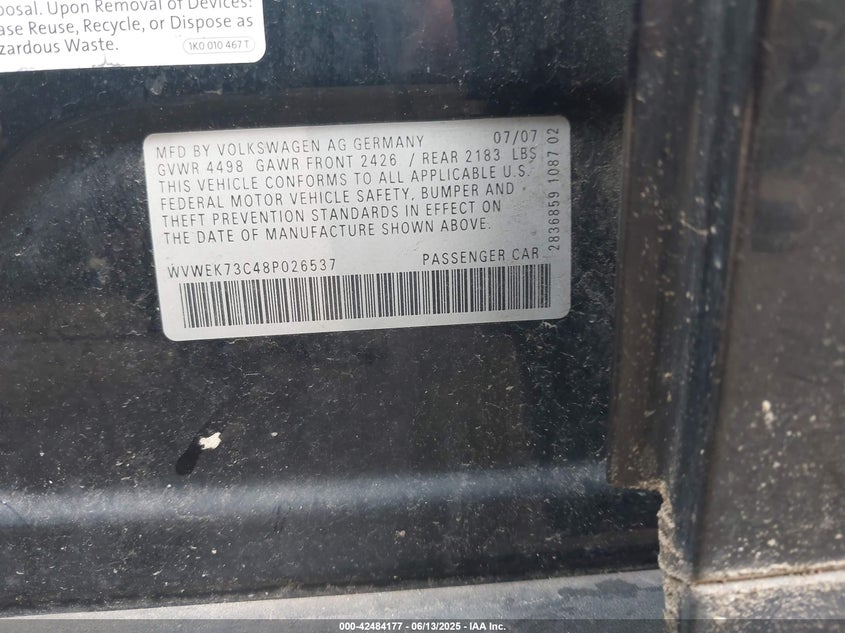 posal. Upon Removal of Devices:
ase Reuse, Recycle, or Dispose as
zardous Waste.
1K0 010 467 T
MFD BY VOLKSWAGEN AG GERMANY 07/07
GVWR 4498 GAWR FRONT 2426 / REAR 2183 LBS
THIS VEHICLE CONFORMS TO ALL APPLICABLE U.S.
FEDERAL MOTOR VEHICLE SAFETY, BUMPER AND
THEFT PREVENTION STANDARDS IN EFFECT ON
THE DATE OF MANUFACTURE SHOWN ABOVE.
WVWEK73C48P026537 PASSENGER CAR
2836859 1087 02
000-42484177 - 06/13/2025 - IAA Inc.